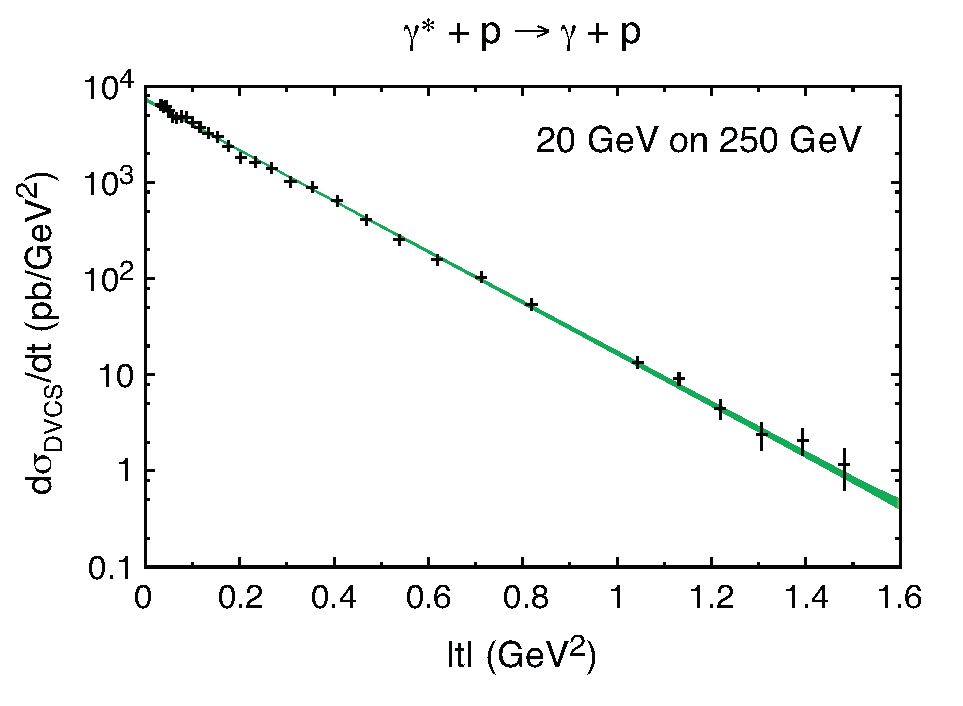 γ* + p → γ + p
10⁴
20 GeV on 250 GeV
10³
10²
10
1
0.1
dσ_DVCS/dt (pb/GeV²)
0 0.2 0.4 0.6 0.8 1 1.2 1.4 1.6
|t| (GeV²)